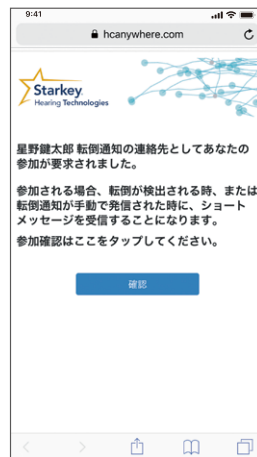 9:41
hcanywhere.com
Starkey
Hearing Technologies
星野鍵太郎 転倒通知の連絡先としてあなたの
参加が要求されました。
参加される場合、転倒が検出される時、または
転倒通知が手動で発信された時に、ショート
メッセージを受信することになります。
参加確認はここをタップしてください。
確認